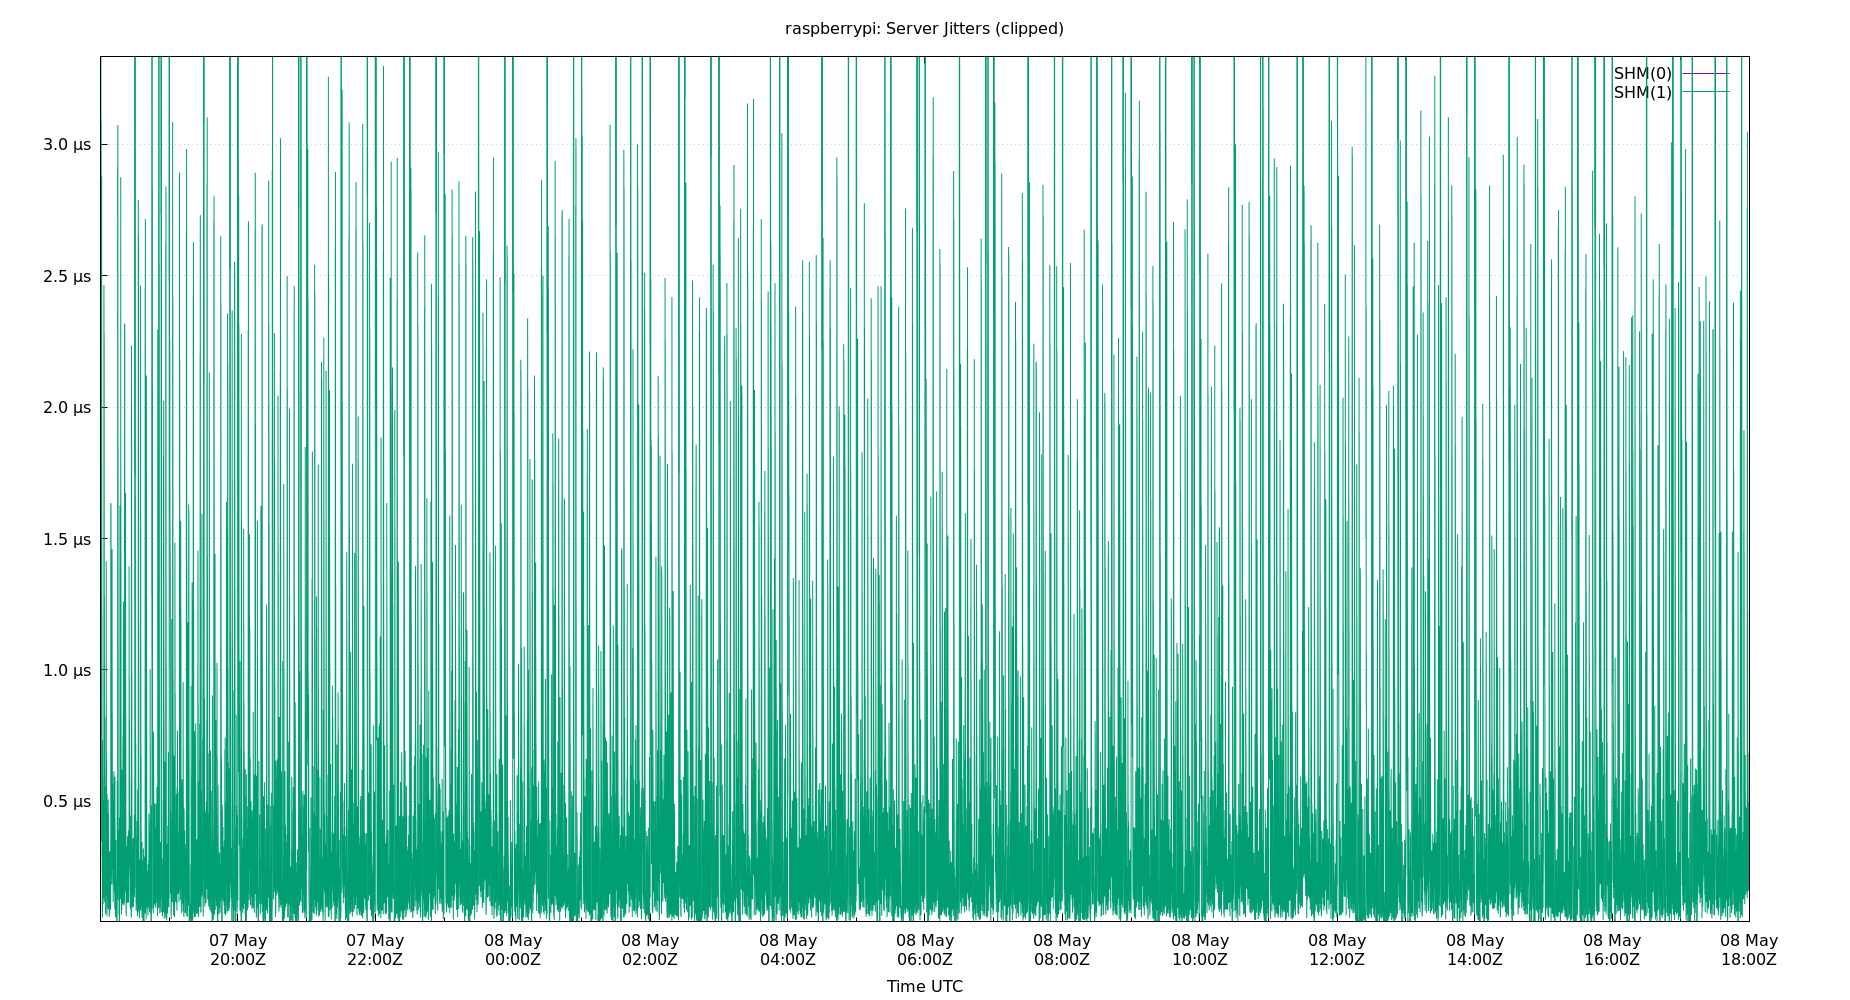 raspberrypi: Server Jitters (clipped)
SHM(0)
SHM(1)
3.0 µs
2.5 µs
2.0 µs
1.5 µs
1.0 µs
0.5 µs
07 May 07 May 08 May 08 May 08 May 08 May 08 May 08 May 08 May 08 May 08 May 08 May
20:00Z 22:00Z 00:00Z 02:00Z 04:00Z 06:00Z 08:00Z 10:00Z 12:00Z 14:00Z 16:00Z 18:00Z
Time UTC